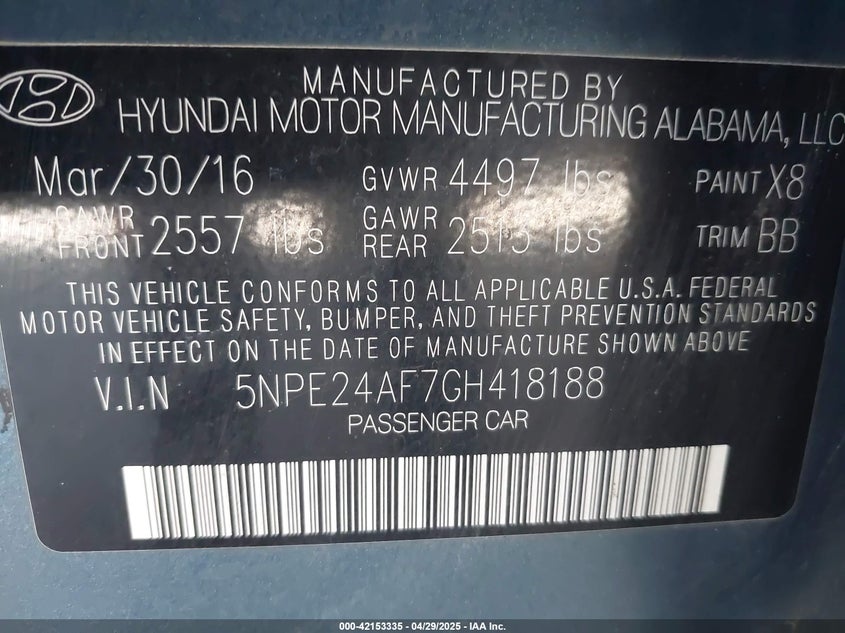 MANUFACTURED BY
HYUNDAI MOTOR MANUFACTURING ALABAMA, LLC
Mar/30/16 GVWR 4497 lbs PAINT X8
GAWR FRONT 2557 lbs GAWR REAR 2513 lbs TRIM BB
THIS VEHICLE CONFORMS TO ALL APPLICABLE U.S.A. FEDERAL
MOTOR VEHICLE SAFETY, BUMPER, AND THEFT PREVENTION STANDARDS
IN EFFECT ON THE DATE OF MANUFACTURE SHOWN ABOVE
V.I.N 5NPE24AF7GH418188
PASSENGER CAR
000-42153335 - 04/29/2025 - IAA Inc.